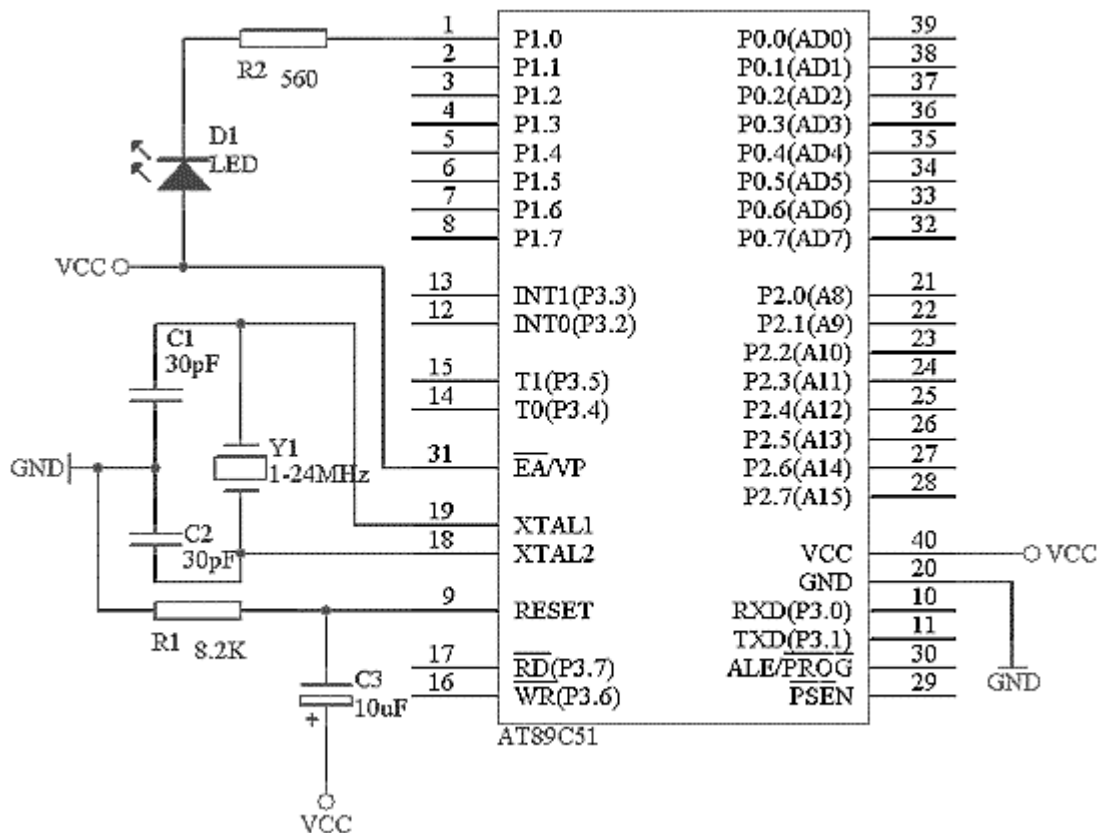 1 P1.0 P0.0(AD0) 39
2 P1.1 P0.1(AD1) 38
R2 560
3 P1.2 P0.2(AD2) 37
4 P1.3 P0.3(AD3) 36
D1
LED
5 P1.4 P0.4(AD4) 35
6 P1.5 P0.5(AD5) 34
7 P1.6 P0.6(AD6) 33
8 P1.7 P0.7(AD7) 32
VCC
13 INT1(P3.3) P2.0(A8) 21
12 INT0(P3.2) P2.1(A9) 22
C1
30pF
P2.2(A10) 23
15 T1(P3.5) P2.3(A11) 24
14 T0(P3.4) P2.4(A12) 25
P2.5(A13) 26
Y1
1-24MHz
GND
31 EA/VP P2.6(A14) 27
P2.7(A15) 28
19 XTAL1
C2
30pF
18 XTAL2 VCC 40 VCC
GND 20
9 RESET RXD(P3.0) 10
R1 8.2K
TXD(P3.1) 11
17 RD(P3.7) ALE/PROG 30
GND
C3
10uF
+
16 WR(P3.6) PSEN 29
AT89C51
VCC